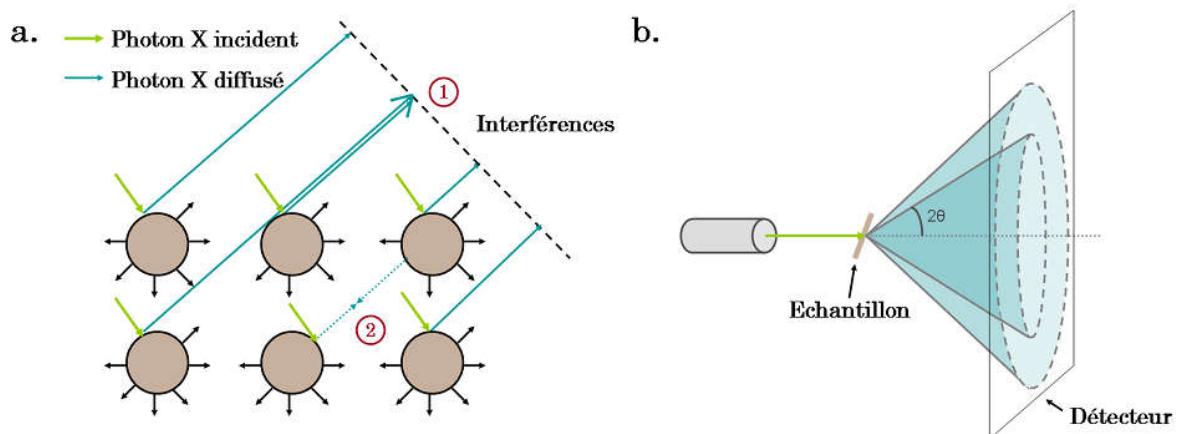 a.
Photon X incident
Photon X diffusé
1
Interférences
2
b.
2θ
Echantillon
Détecteur